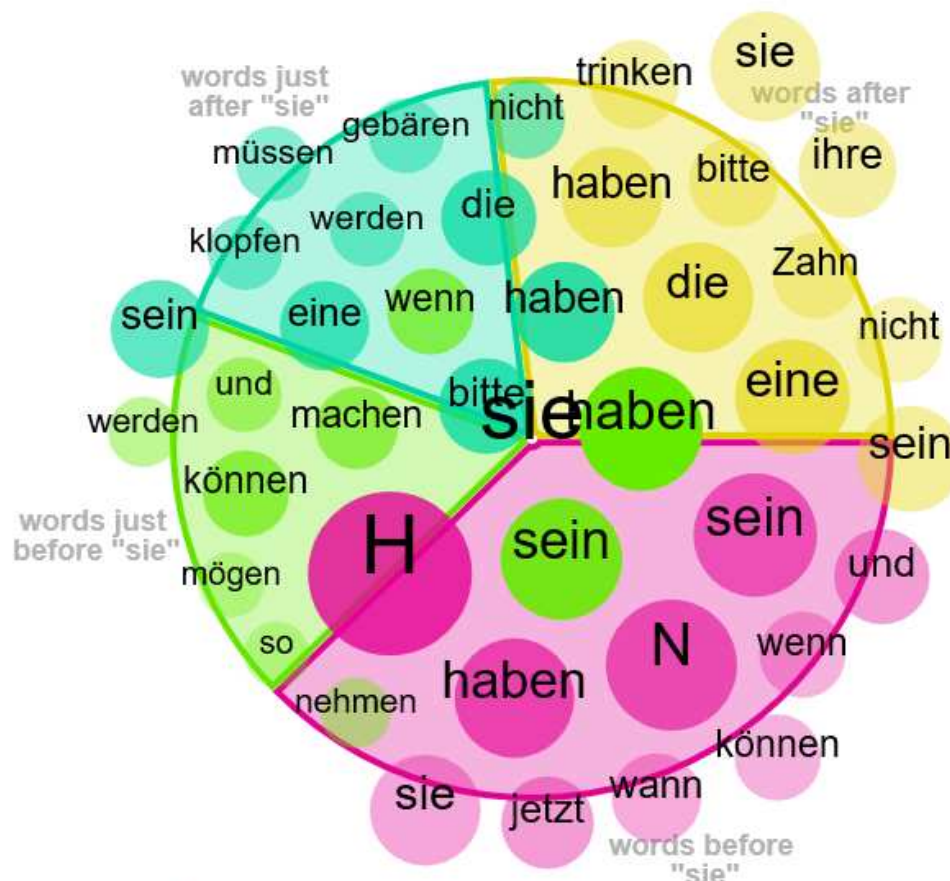 sie
trinken
words just
after "sie"
words after
"sie"
nicht
gebären
müssen
ihre
haben
bitte
die
werden
klopfen
Zahn
die
wenn
haben
eine
sein
nicht
eine
und
bitte
machen
sie
haben
werden
sein
können
words just
before "sie"
H
sein
sein
mögen
und
so
N
wenn
haben
nehmen
können
sie
jetzt
wann
words before
"sie"